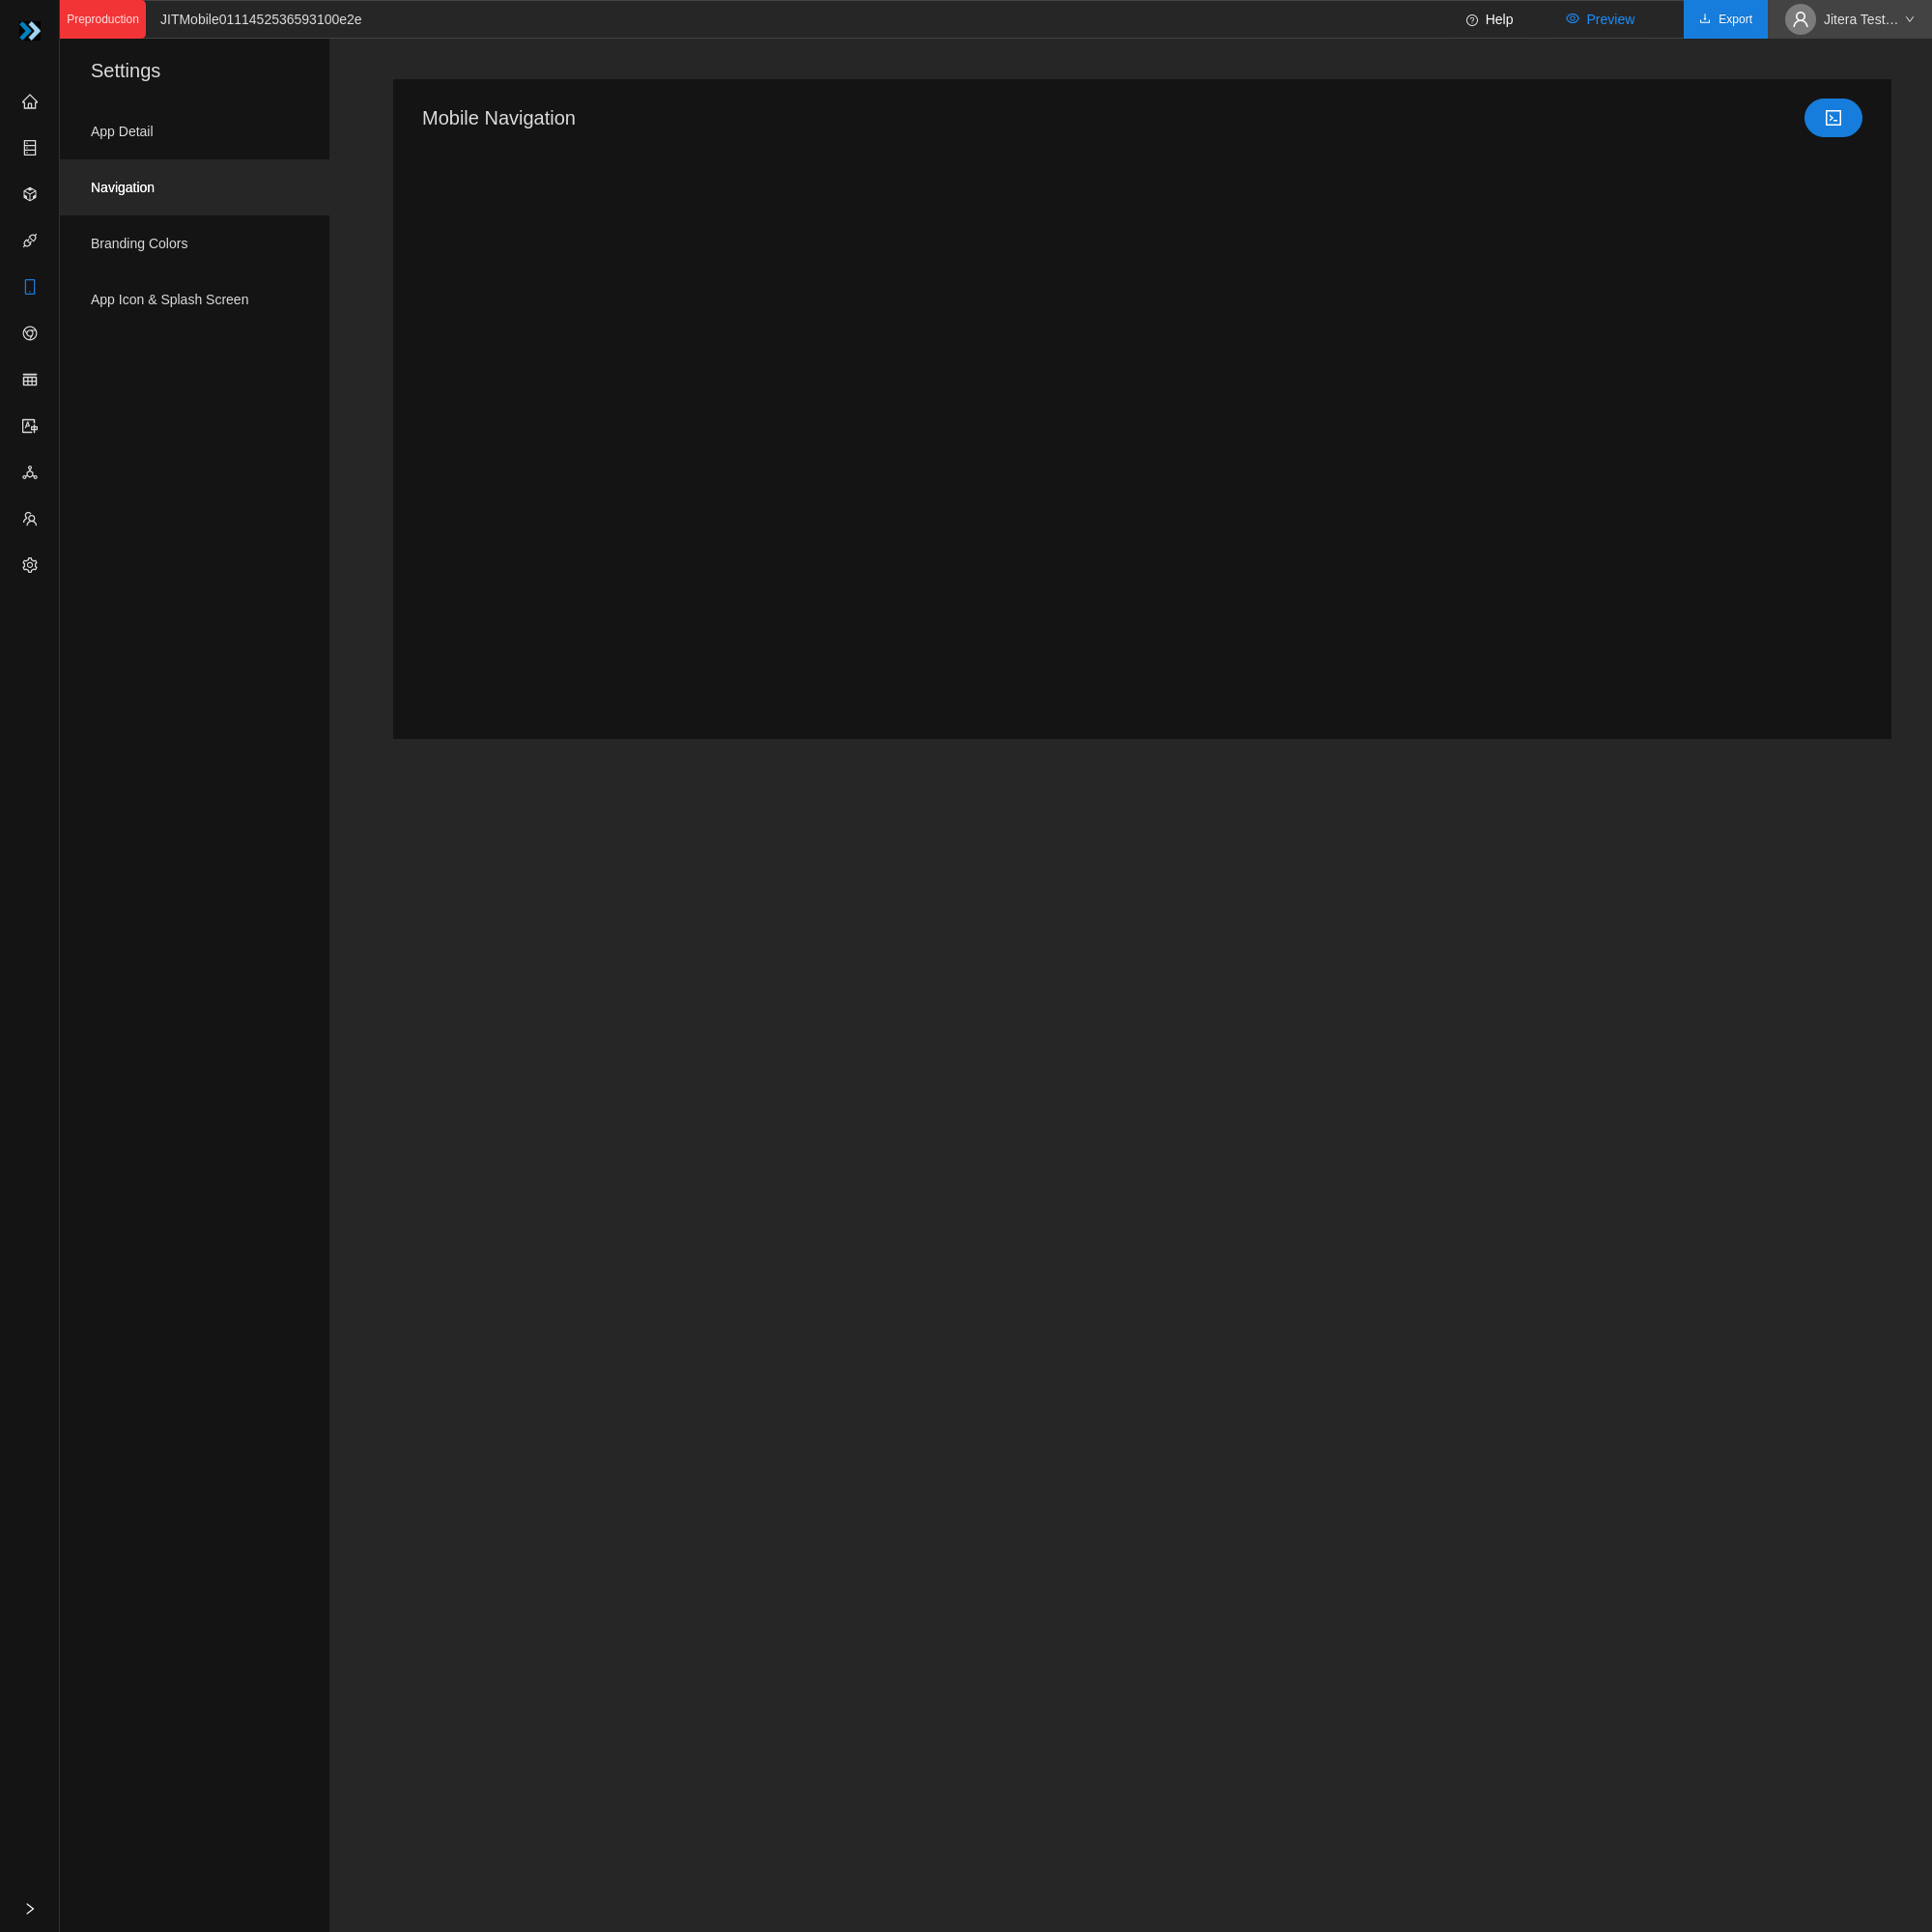 Preproduction
JITMobile0111452536593100e2e
Help
Preview
Export
Jitera Test…
Settings
App Detail
Navigation
Branding Colors
App Icon & Splash Screen
Mobile Navigation